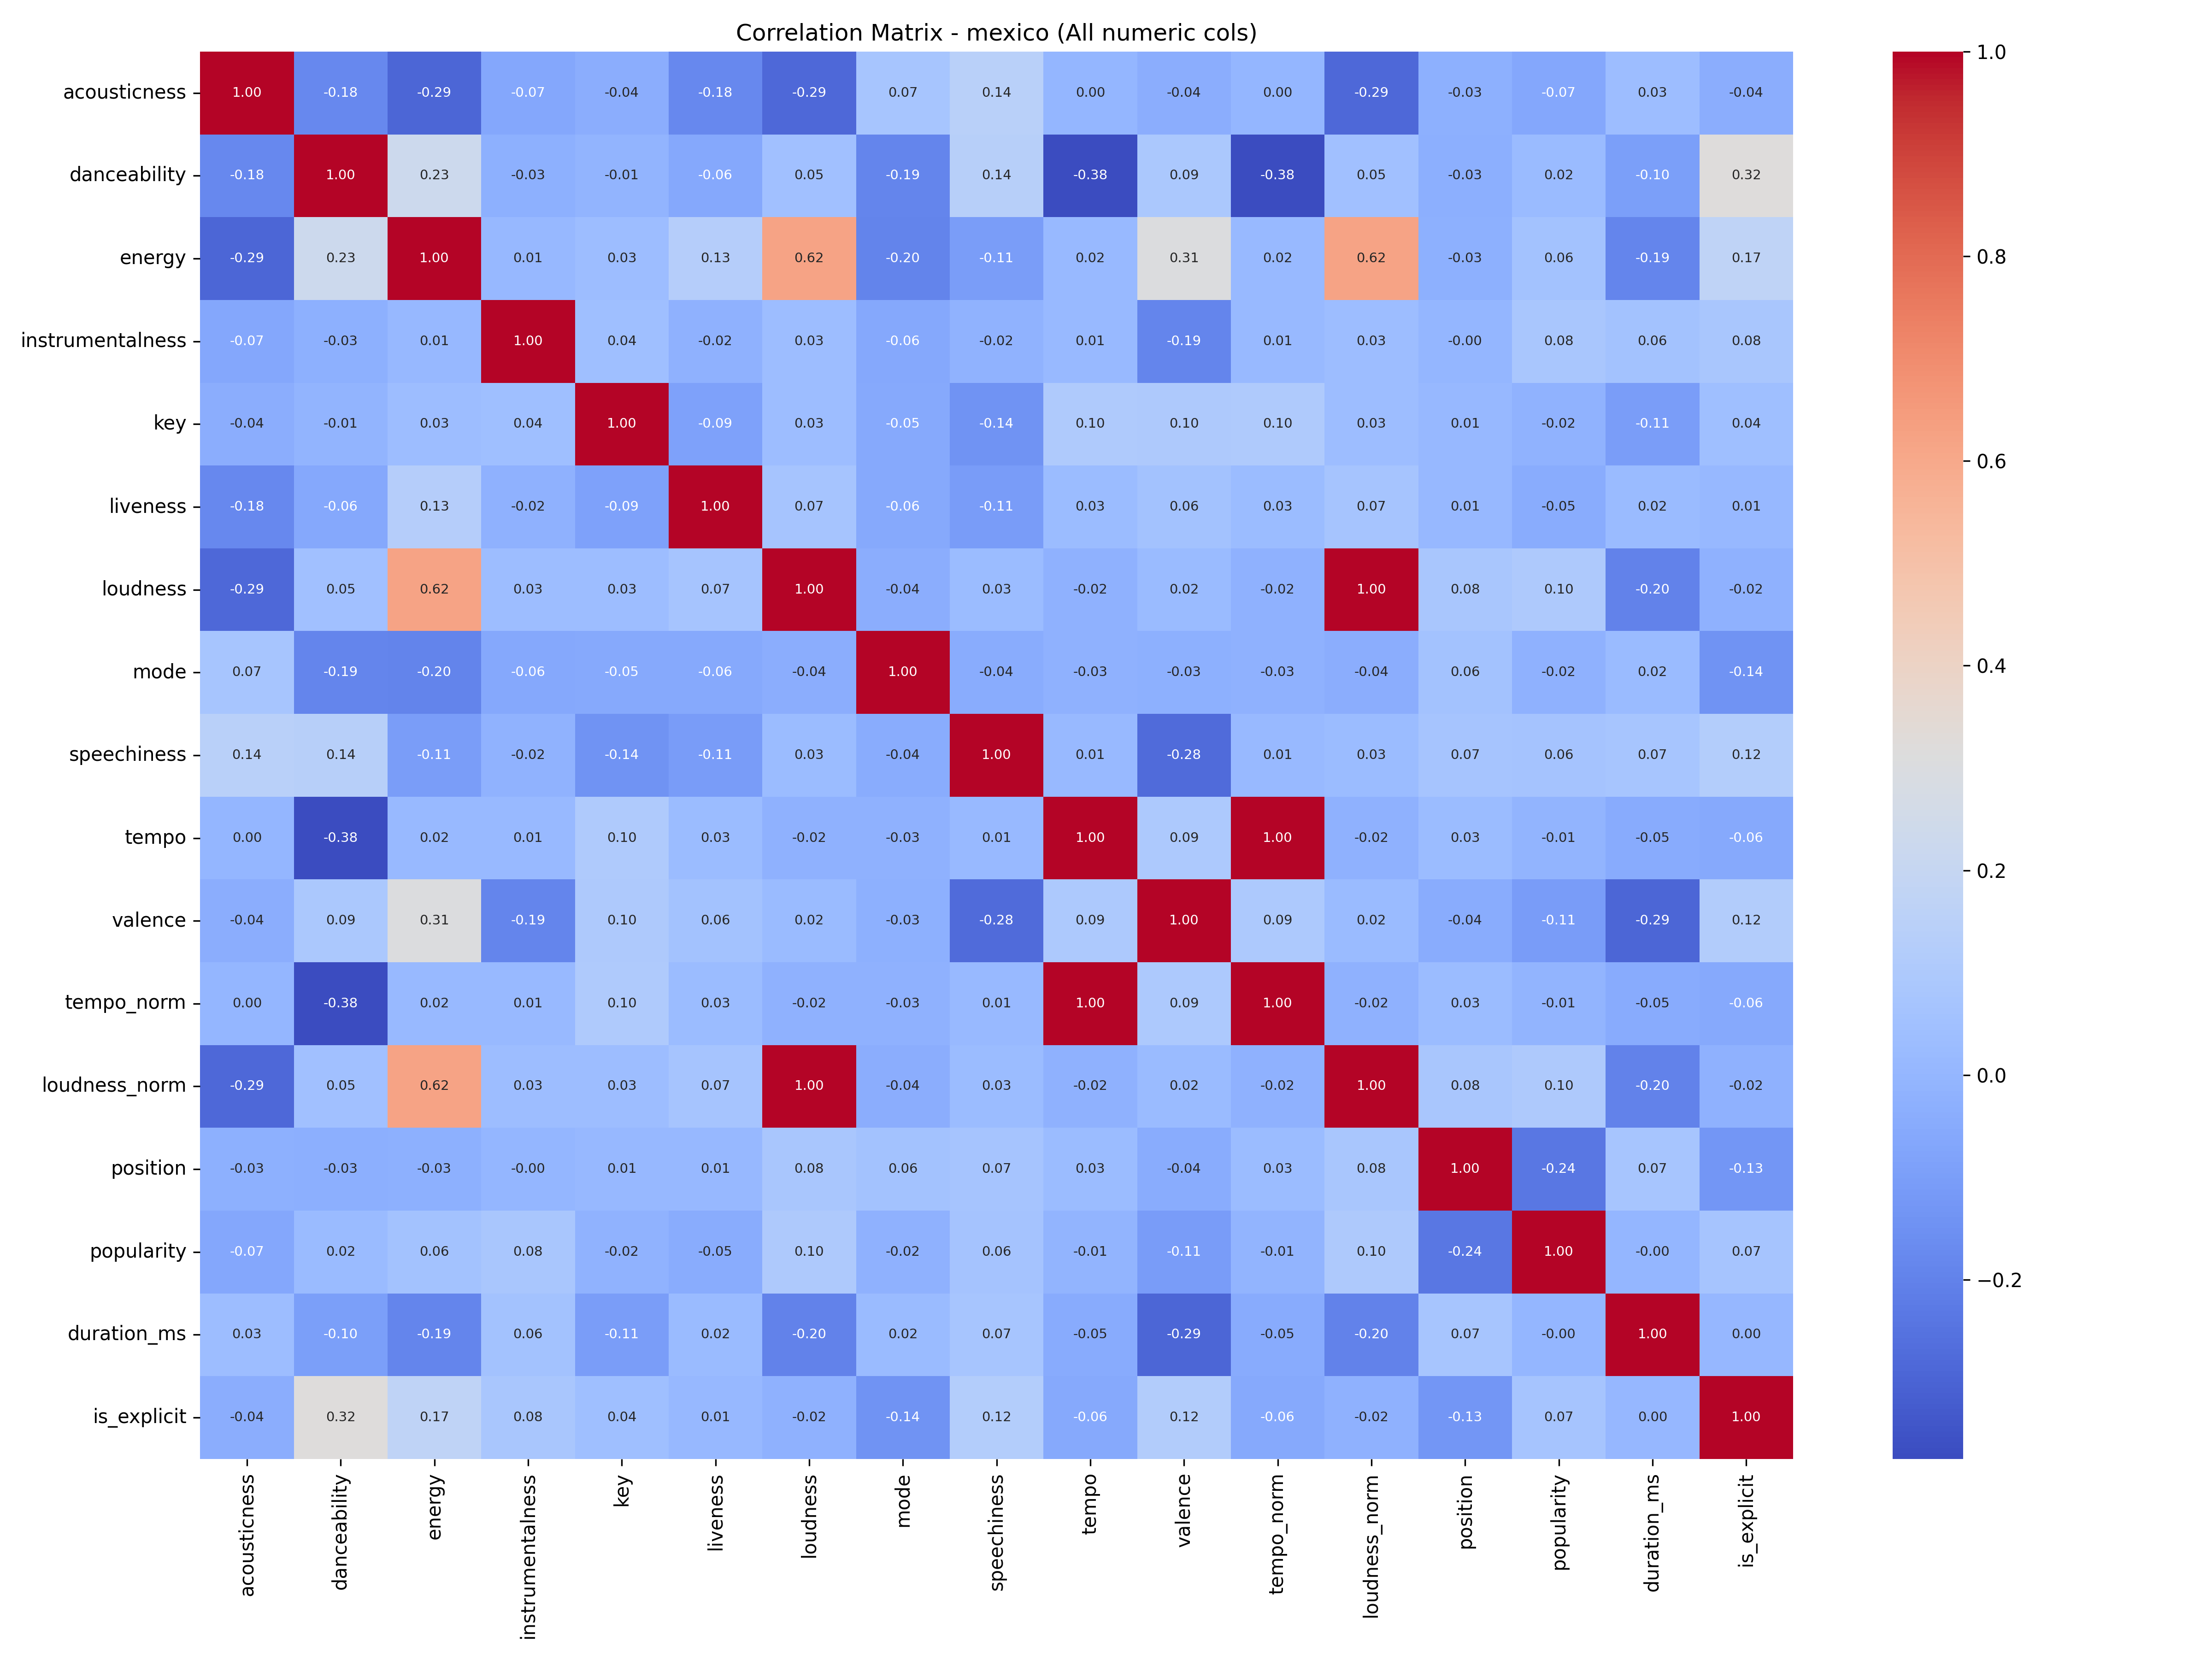 Correlation Matrix - mexico (All numeric cols)
acousticness 1.00 -0.18 -0.29 -0.07 -0.04 -0.18 -0.29 0.07 0.14 0.00 -0.04 0.00 -0.29 -0.03 -0.07 0.03 -0.04
danceability -0.18 1.00 0.23 -0.03 -0.01 -0.06 0.05 -0.19 0.14 -0.38 0.09 -0.38 0.05 -0.03 0.02 -0.10 0.32
energy -0.29 0.23 1.00 0.01 0.03 0.13 0.62 -0.20 -0.11 0.02 0.31 0.02 0.62 -0.03 0.06 -0.19 0.17
instrumentalness -0.07 -0.03 0.01 1.00 0.04 -0.02 0.03 -0.06 -0.02 0.01 -0.19 0.01 0.03 -0.00 0.08 0.06 0.08
key -0.04 -0.01 0.03 0.04 1.00 -0.09 0.03 -0.05 -0.14 0.10 0.10 0.10 0.03 0.01 -0.02 -0.11 0.04
liveness -0.18 -0.06 0.13 -0.02 -0.09 1.00 0.07 -0.06 -0.11 0.03 0.06 0.03 0.07 0.01 -0.05 0.02 0.01
loudness -0.29 0.05 0.62 0.03 0.03 0.07 1.00 -0.04 0.03 -0.02 0.02 -0.02 1.00 0.08 0.10 -0.20 -0.02
mode 0.07 -0.19 -0.20 -0.06 -0.05 -0.06 -0.04 1.00 -0.04 -0.03 -0.03 -0.03 -0.04 0.06 -0.02 0.02 -0.14
speechiness 0.14 0.14 -0.11 -0.02 -0.14 -0.11 0.03 -0.04 1.00 0.01 -0.28 0.01 0.03 0.07 0.06 0.07 0.12
tempo 0.00 -0.38 0.02 0.01 0.10 0.03 -0.02 -0.03 0.01 1.00 0.09 1.00 -0.02 0.03 -0.01 -0.05 -0.06
valence -0.04 0.09 0.31 -0.19 0.10 0.06 0.02 -0.03 -0.28 0.09 1.00 0.09 0.02 -0.04 -0.11 -0.29 0.12
tempo_norm 0.00 -0.38 0.02 0.01 0.10 0.03 -0.02 -0.03 0.01 1.00 0.09 1.00 -0.02 0.03 -0.01 -0.05 -0.06
loudness_norm -0.29 0.05 0.62 0.03 0.03 0.07 1.00 -0.04 0.03 -0.02 0.02 -0.02 1.00 0.08 0.10 -0.20 -0.02
position -0.03 -0.03 -0.03 -0.00 0.01 0.01 0.08 0.06 0.07 0.03 -0.04 0.03 0.08 1.00 -0.24 0.07 -0.13
popularity -0.07 0.02 0.06 0.08 -0.02 -0.05 0.10 -0.02 0.06 -0.01 -0.11 -0.01 0.10 -0.24 1.00 -0.00 0.07
duration_ms 0.03 -0.10 -0.19 0.06 -0.11 0.02 -0.20 0.02 0.07 -0.05 -0.29 -0.05 -0.20 0.07 -0.00 1.00 0.00
is_explicit -0.04 0.32 0.17 0.08 0.04 0.01 -0.02 -0.14 0.12 -0.06 0.12 -0.06 -0.02 -0.13 0.07 0.00 1.00
acousticness danceability energy instrumentalness key liveness loudness mode speechiness tempo valence tempo_norm loudness_norm position popularity duration_ms is_explicit
1.0
0.8
0.6
0.4
0.2
0.0
−0.2